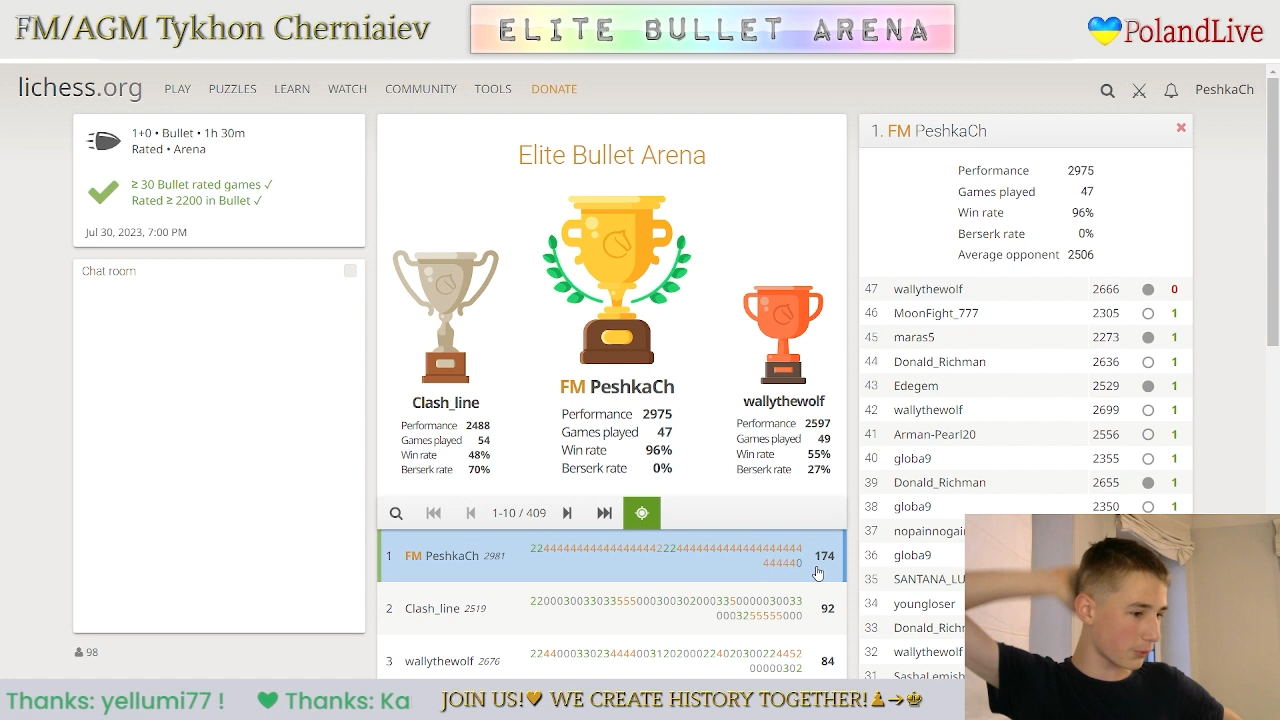 FM/AGM Tykhon Cherniaiev
ELITE BULLET ARENA
PolandLive
lichess.org
PLAY PUZZLES LEARN WATCH COMMUNITY TOOLS DONATE
PeshkaCh
1+0 • Bullet • 1h 30m
Rated • Arena
≥ 30 Bullet rated games ✓
Rated ≥ 2200 in Bullet ✓
Jul 30, 2023, 7:00 PM
Chat room
98
Elite Bullet Arena
Clash_line
Performance 2488
Games played 54
Win rate 48%
Berserk rate 70%
FM PeshkaCh
Performance 2975
Games played 47
Win rate 96%
Berserk rate 0%
wallythewolf
Performance 2597
Games played 49
Win rate 55%
Berserk rate 27%
1-10 / 409
1 FM PeshkaCh 2981 174
2 Clash_line 2519 92
3 wallythewolf 2676 84
1. FM PeshkaCh
Performance 2975
Games played 47
Win rate 96%
Berserk rate 0%
Average opponent 2506
47 wallythewolf 2666 0
46 MoonFight_777 2305 1
45 maras5 2273 1
44 Donald_Richman 2636 1
43 Edegem 2529 1
42 wallythewolf 2699 1
41 Arman-Pearl20 2556 1
40 globa9 2355 1
39 Donald_Richman 2655 1
38 globa9 2350 1
37 nopainnogai
36 globa9
35 SANTANA_LU
34 youngloser
33 Donald_Richm
32 wallythewolf
31
Thanks: yellumi77 ! Thanks: Ka
JOIN US! WE CREATE HISTORY TOGETHER!